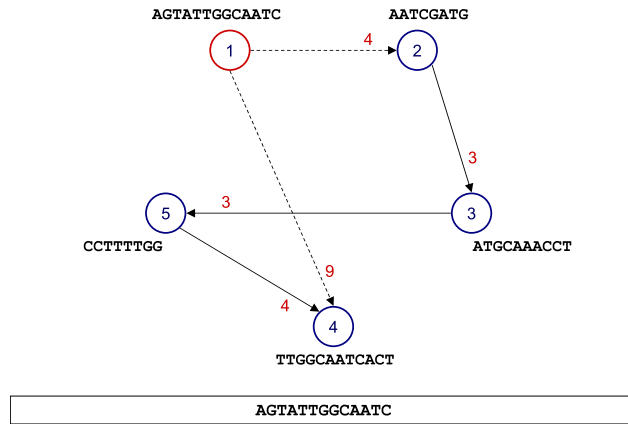 AGTATTGGCAATC AATCGATG
1 4 2
3
5 3 3
CCTTTTGG ATGCAAACCT
9
4 4
TTGGCAATCACT
AGTATTGGCAATC